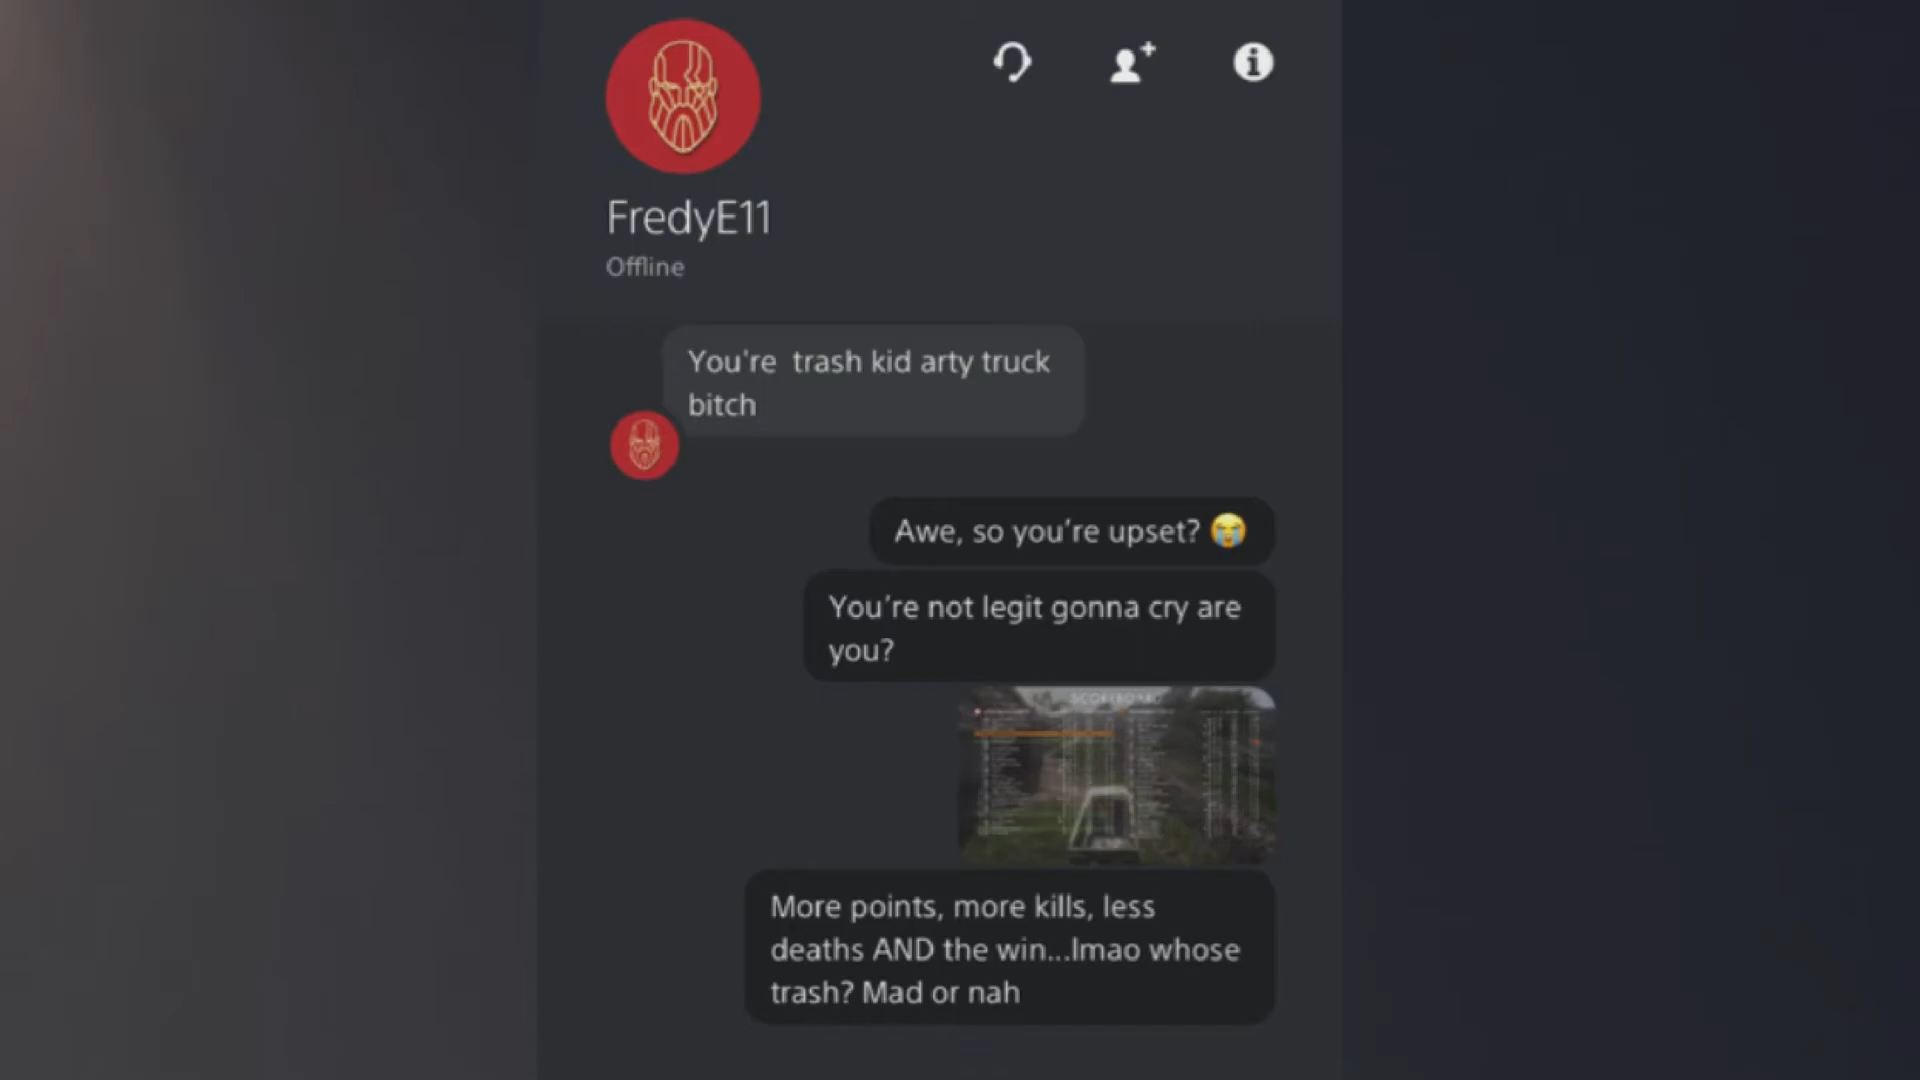 FredyE11
Offline
You're trash kid arty truck
bitch
Awe, so you're upset? 😭
You're not legit gonna cry are
you?
SCOREBOARD
More points, more kills, less
deaths AND the win...lmao whose
trash? Mad or nah